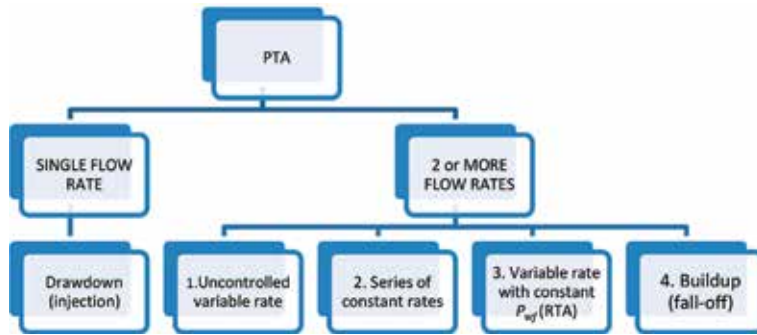 PTA
SINGLE FLOW
RATE
2 or MORE
FLOW RATES
Drawdown
(injection)
1.Uncontrolled
variable rate
2. Series of
constant rates
3. Variable rate
with constant
Pwf (RTA)
4. Buildup
(fall-off)